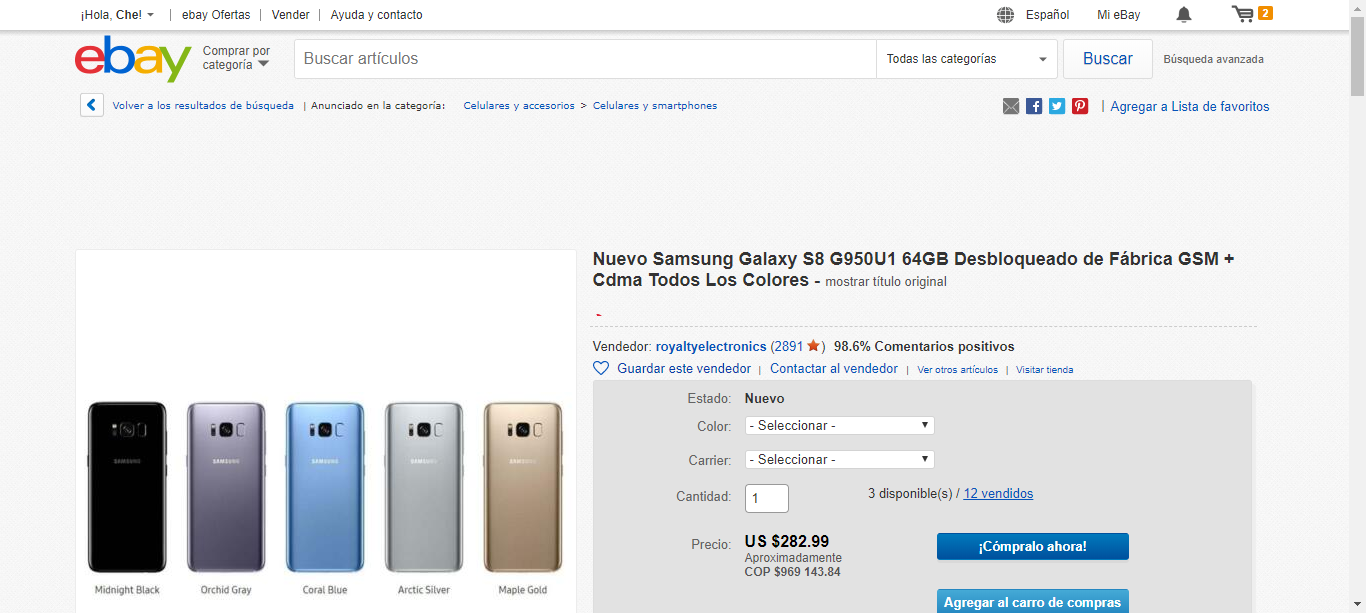 ¡Hola, Che! | ebay Ofertas | Vender | Ayuda y contacto
Español Mi eBay 2
ebay
Comprar por
categoría
Buscar artículos
Todas las categorías
Buscar
Búsqueda avanzada
Volver a los resultados de búsqueda | Anunciado en la categoría: Celulares y accesorios > Celulares y smartphones
| Agregar a Lista de favoritos
Nuevo Samsung Galaxy S8 G950U1 64GB Desbloqueado de Fábrica GSM +
Cdma Todos Los Colores - mostrar título original
Vendedor: royaltyelectronics (2891 ) 98.6% Comentarios positivos
Guardar este vendedor | Contactar al vendedor | Ver otros artículos | Visitar tienda
Estado: Nuevo
Color: - Seleccionar -
Carrier: - Seleccionar -
Cantidad: 1 3 disponible(s) / 12 vendidos
Precio: US $282.99
Aproximadamente
COP $969 143.84
¡Cómpralo ahora!
Agregar al carro de compras
SAMSUNG SAMSUNG SAMSUNG SAMSUNG SAMSUNG
Midnight Black Orchid Gray Coral Blue Arctic Silver Maple Gold